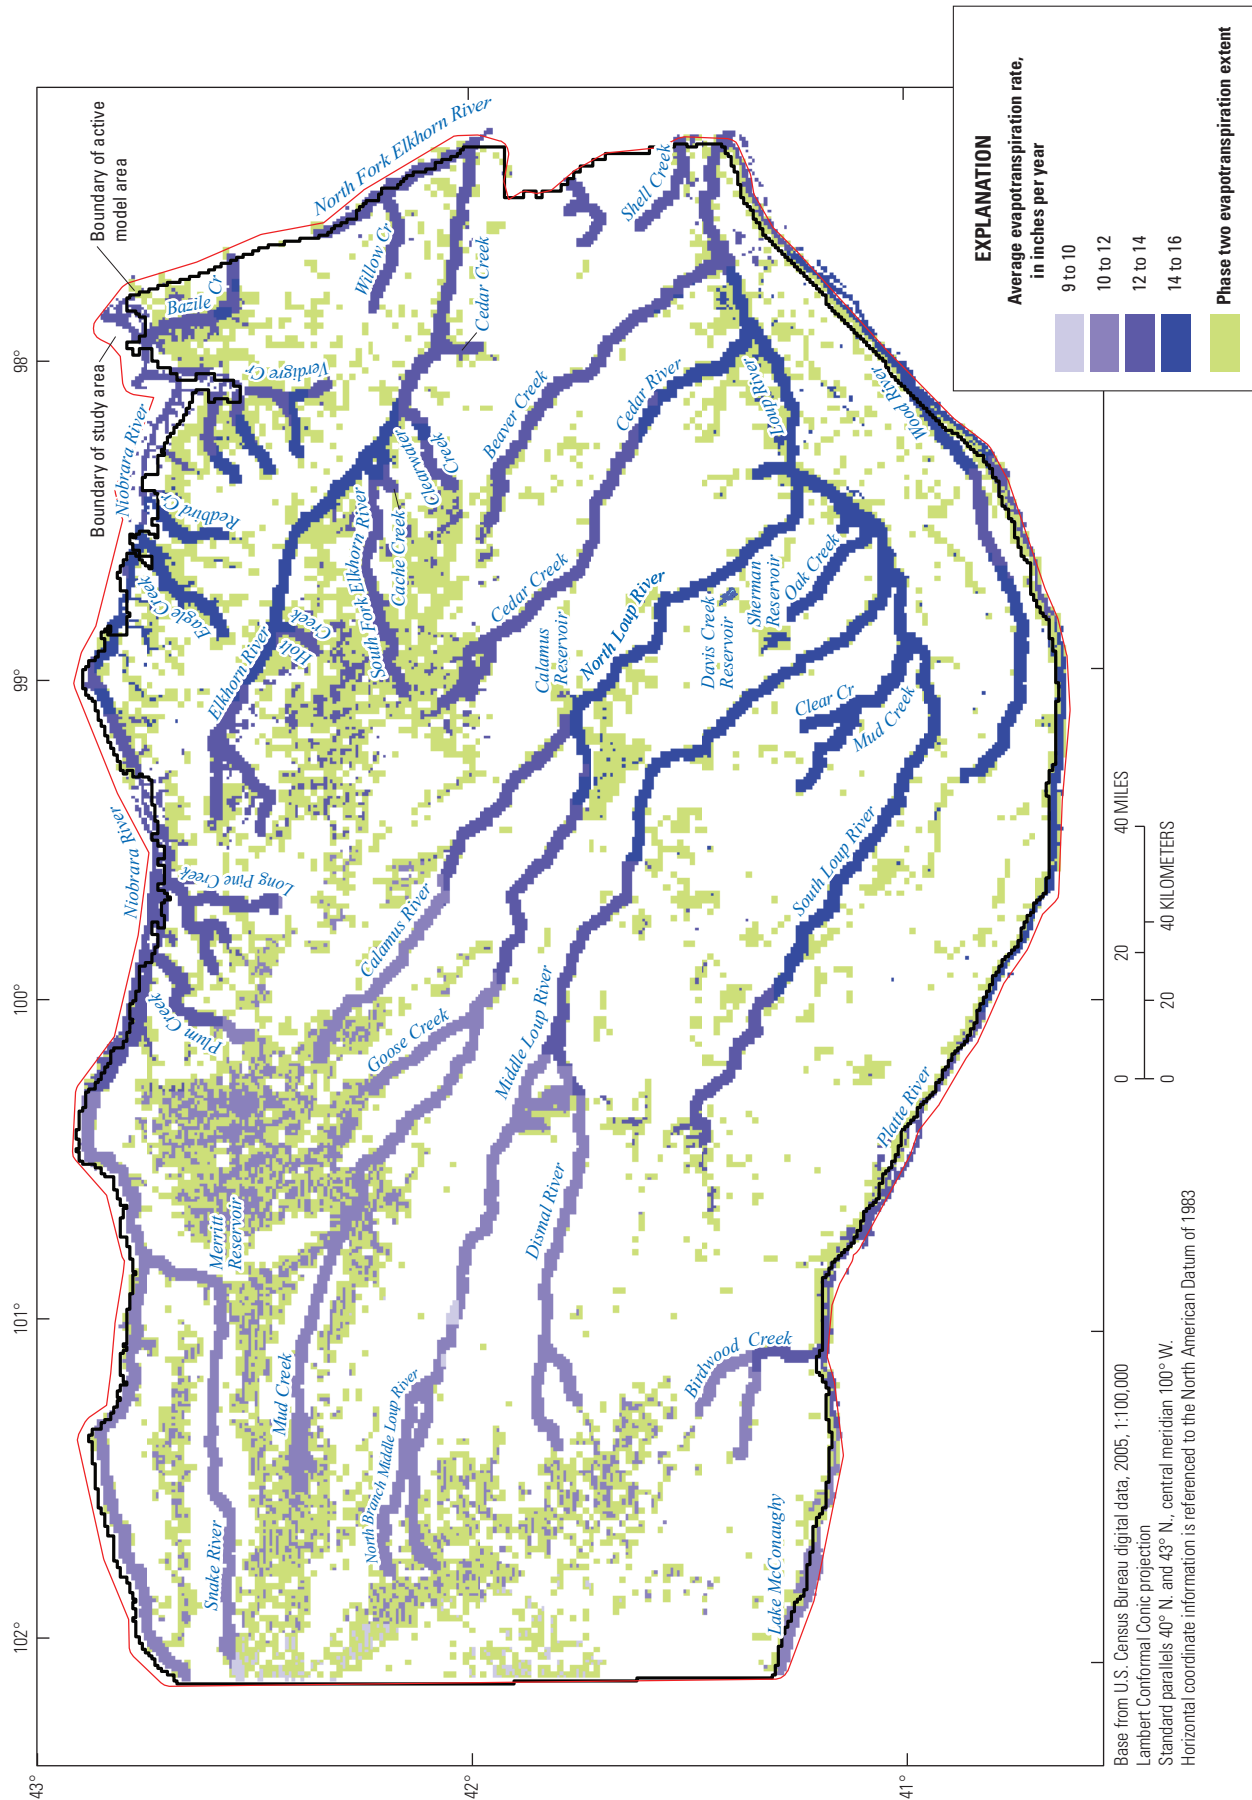 102°
101°
100°
99°
98°
43°
42°
41°
Boundary of active
model area
Boundary of study area
Niobrara River
Niobrara River
Snake River
Merritt
Reservoir
Plum Creek
Long Pine Creek
Eagle Creek
Redbird Cr
Verdigre Cr
Bazile Cr
North Fork Elkhorn River
Willow Cr
Elkhorn River
Holt
Creek
South Fork Elkhorn River
Cache Creek
Clearwater
Creek
Cedar Creek
Mud Creek
North Branch Middle Loup River
Goose Creek
Calamus River
Calamus
Reservoir
North Loup River
Cedar Creek
Beaver Creek
Cedar River
Shell Creek
Middle Loup River
Dismal River
Davis Creek
Reservoir
Sherman
Reservoir
Oak Creek
Loup River
Clear Cr
Mud Creek
South Loup River
Wood River
Birdwood Creek
Platte River
Lake McConaughy
Base from U.S. Census Bureau digital data, 2005, 1:100,000
Lambert Conformal Conic projection
Standard parallels 40° N. and 43° N., central meridian 100° W.
Horizontal coordinate information is referenced to the North American Datum of 1983
0 20 40 MILES
0 20 40 KILOMETERS
EXPLANATION
Average evapotranspiration rate,
in inches per year
9 to 10
10 to 12
12 to 14
14 to 16
Phase two evapotranspiration extent